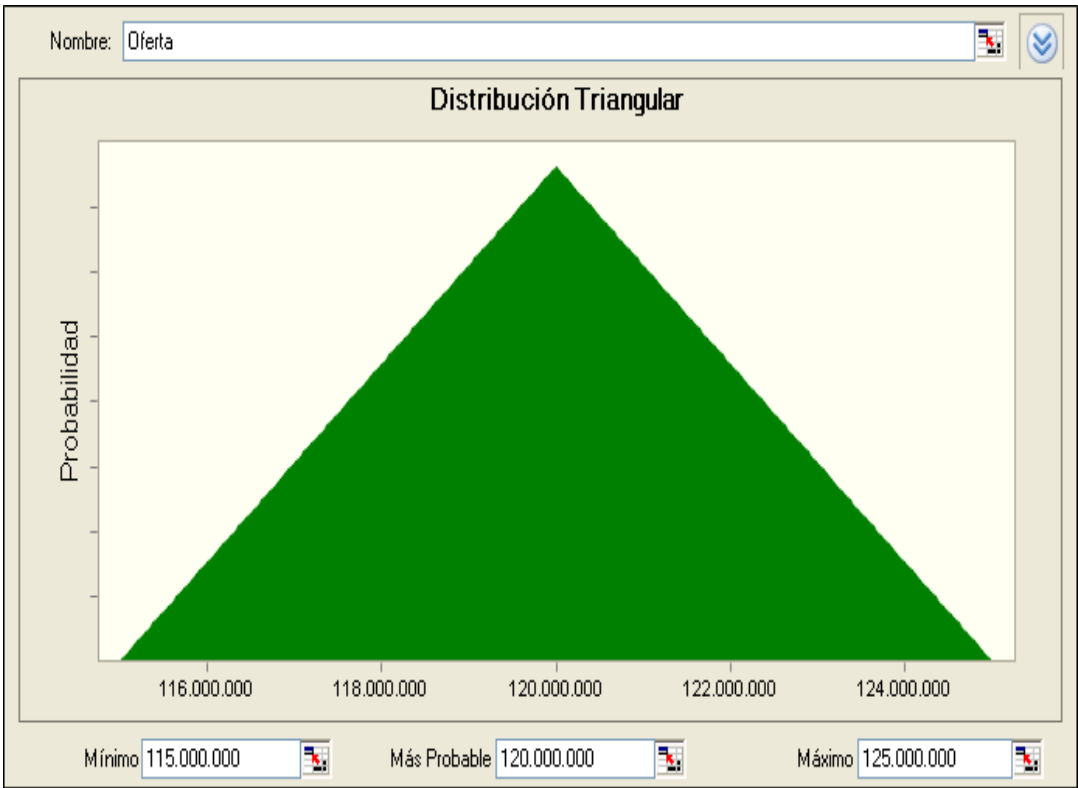 Nombre: Oferta
Distribución Triangular
Probabilidad
116.000.000 118.000.000 120.000.000 122.000.000 124.000.000
Mínimo 115.000.000 Más Probable 120.000.000 Máximo 125.000.000